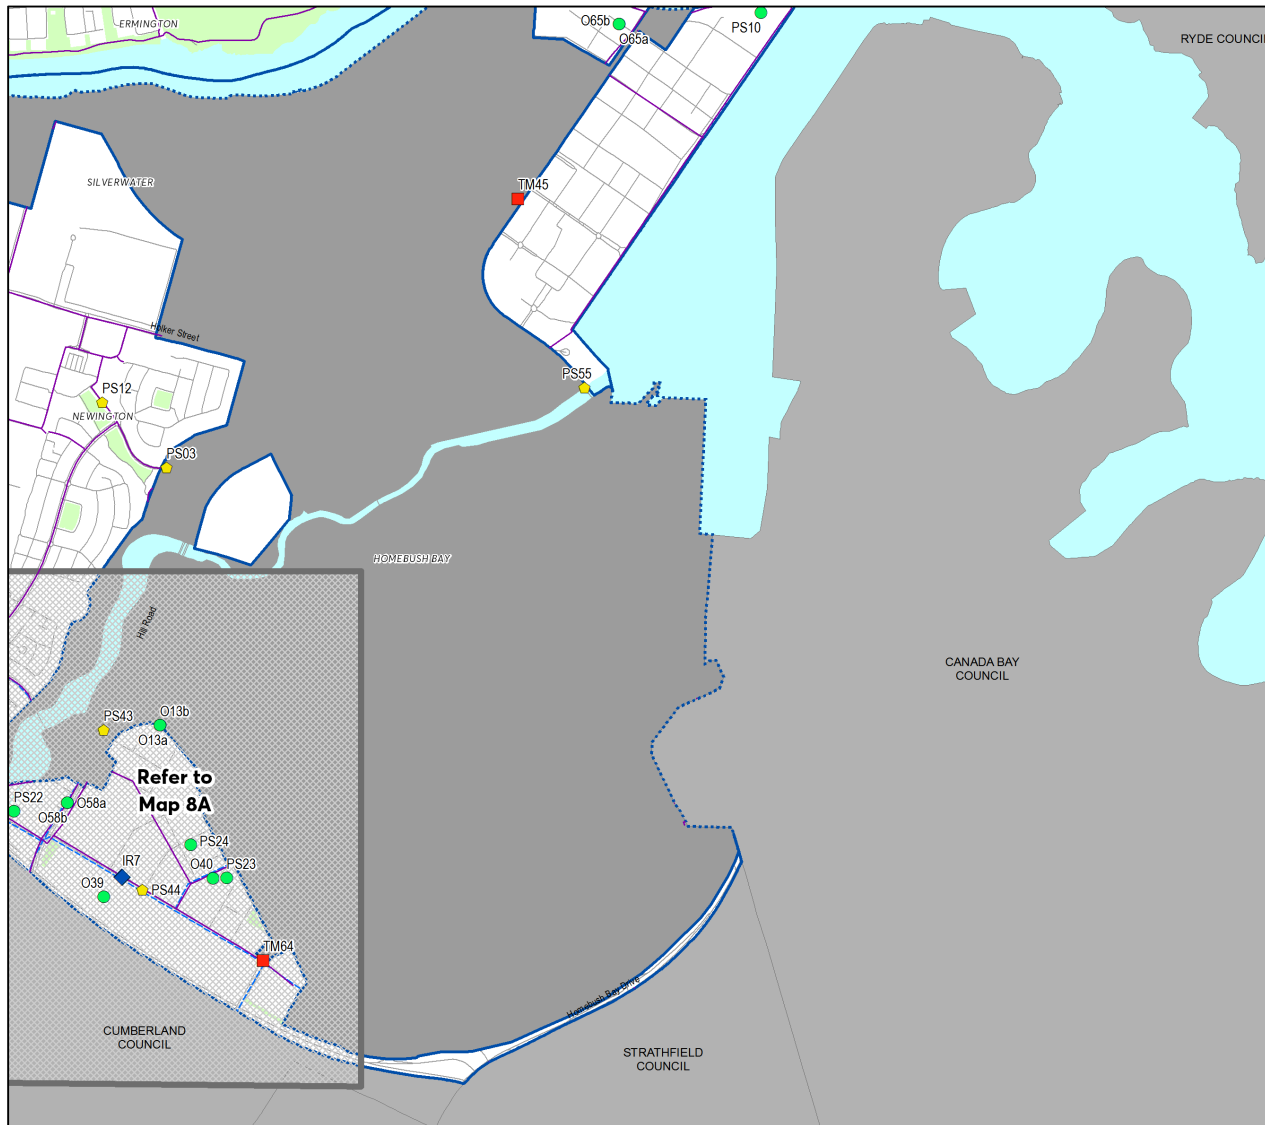 ERMINGTON
O65b
O65a
PS10
RYDE COUNCIL
SILVERWATER
TM45
Holker Street
PS55
PS12
NEWINGTON
PS03
HOMEBUSH BAY
Hill Road
CANADA BAY
COUNCIL
PS43
O13b
O13a
Refer to
Map 8A
PS22
O58a
O58b
PS24
IR7
O40
PS23
O39
PS44
TM64
Homebush Bay Drive
CUMBERLAND
COUNCIL
STRATHFIELD
COUNCIL